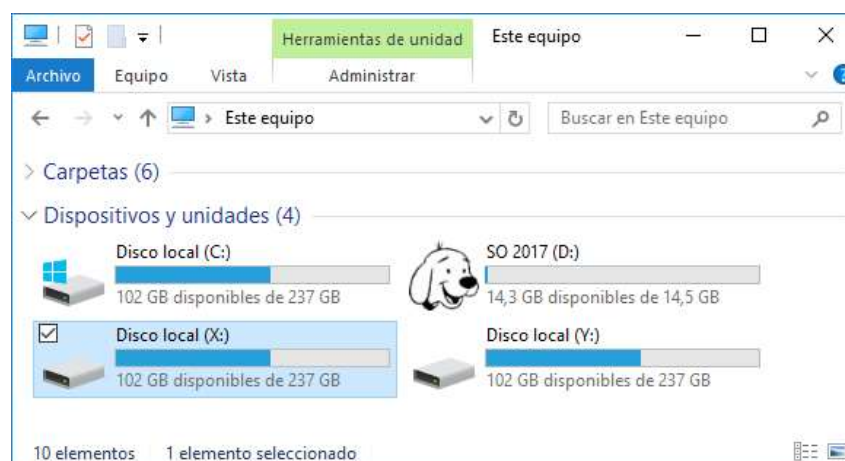 Herramientas de unidad Este equipo
Archivo Equipo Vista Administrar
Este equipo Buscar en Este equipo
Carpetas (6)
Dispositivos y unidades (4)
Disco local (C:)
102 GB disponibles de 237 GB
SO 2017 (D:)
14,3 GB disponibles de 14,5 GB
Disco local (X:)
102 GB disponibles de 237 GB
Disco local (Y:)
102 GB disponibles de 237 GB
10 elementos 1 elemento seleccionado